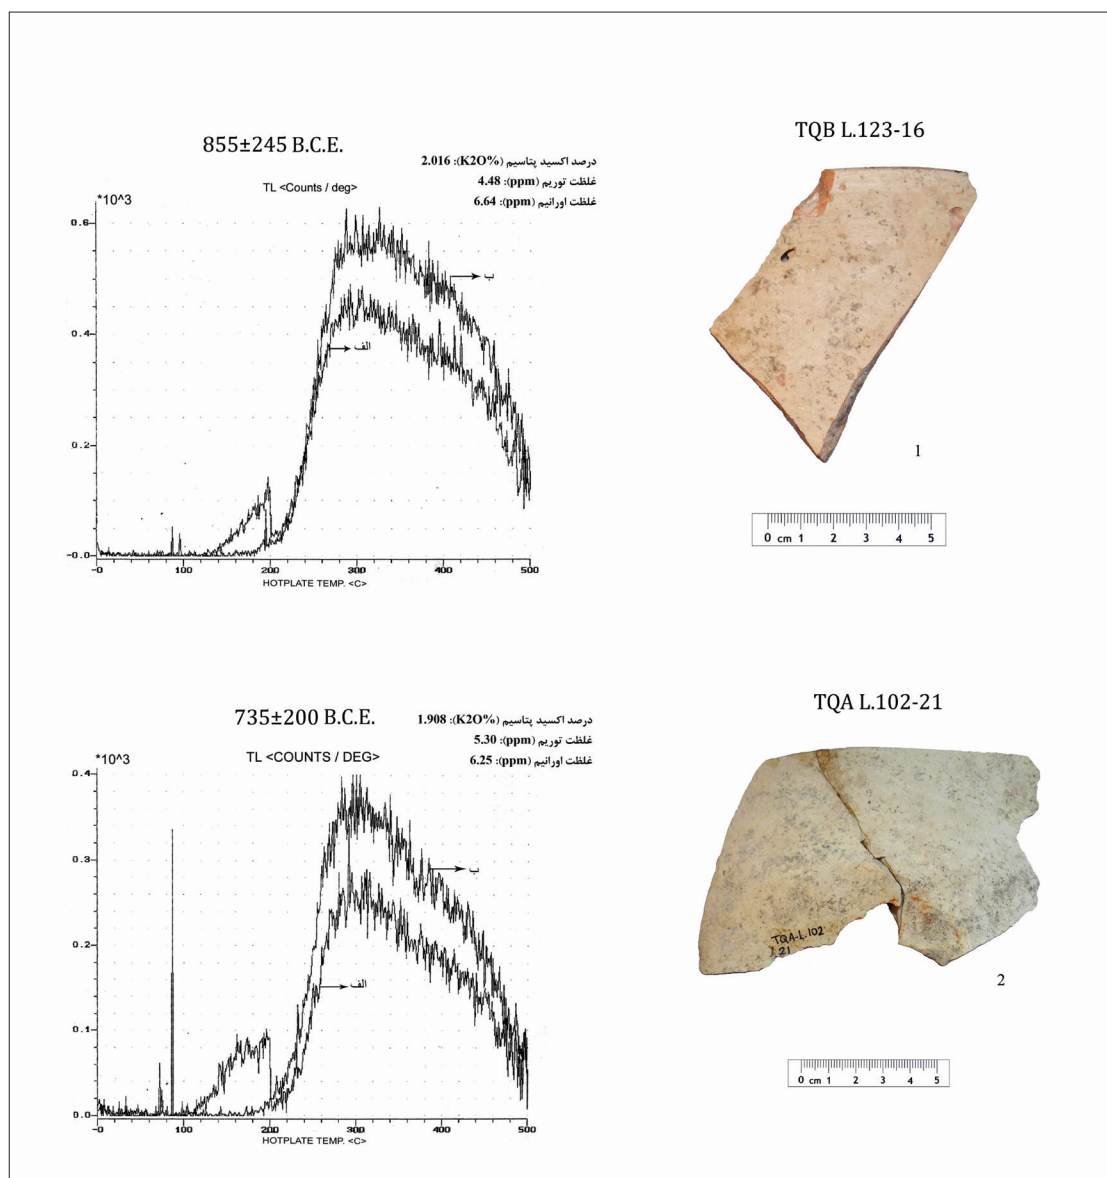 855±245 B.C.E.
درصد اکسید پتاسیم (K2O%): 2.016
غلظت توریم (ppm): 4.48
غلظت اورانیم (ppm): 6.64
TL <Counts / deg>
*10^3
0.6
0.4
0.2
-0.0
ب
الف
-0 100 200 300 400 500
HOTPLATE TEMP. <C>
TQB L.123-16
1
0 cm 1 2 3 4 5
735±200 B.C.E.
درصد اکسید پتاسیم (K2O%): 1.908
غلظت توریم (ppm): 5.30
غلظت اورانیم (ppm): 6.25
TL <COUNTS / DEG>
*10^3
0.4
0.3
0.2
0.1
0.0
ب
الف
-0 100 200 300 400 500
HOTPLATE TEMP. <C>
TQA L.102-21
TQA-L.102
21
2
0 cm 1 2 3 4 5